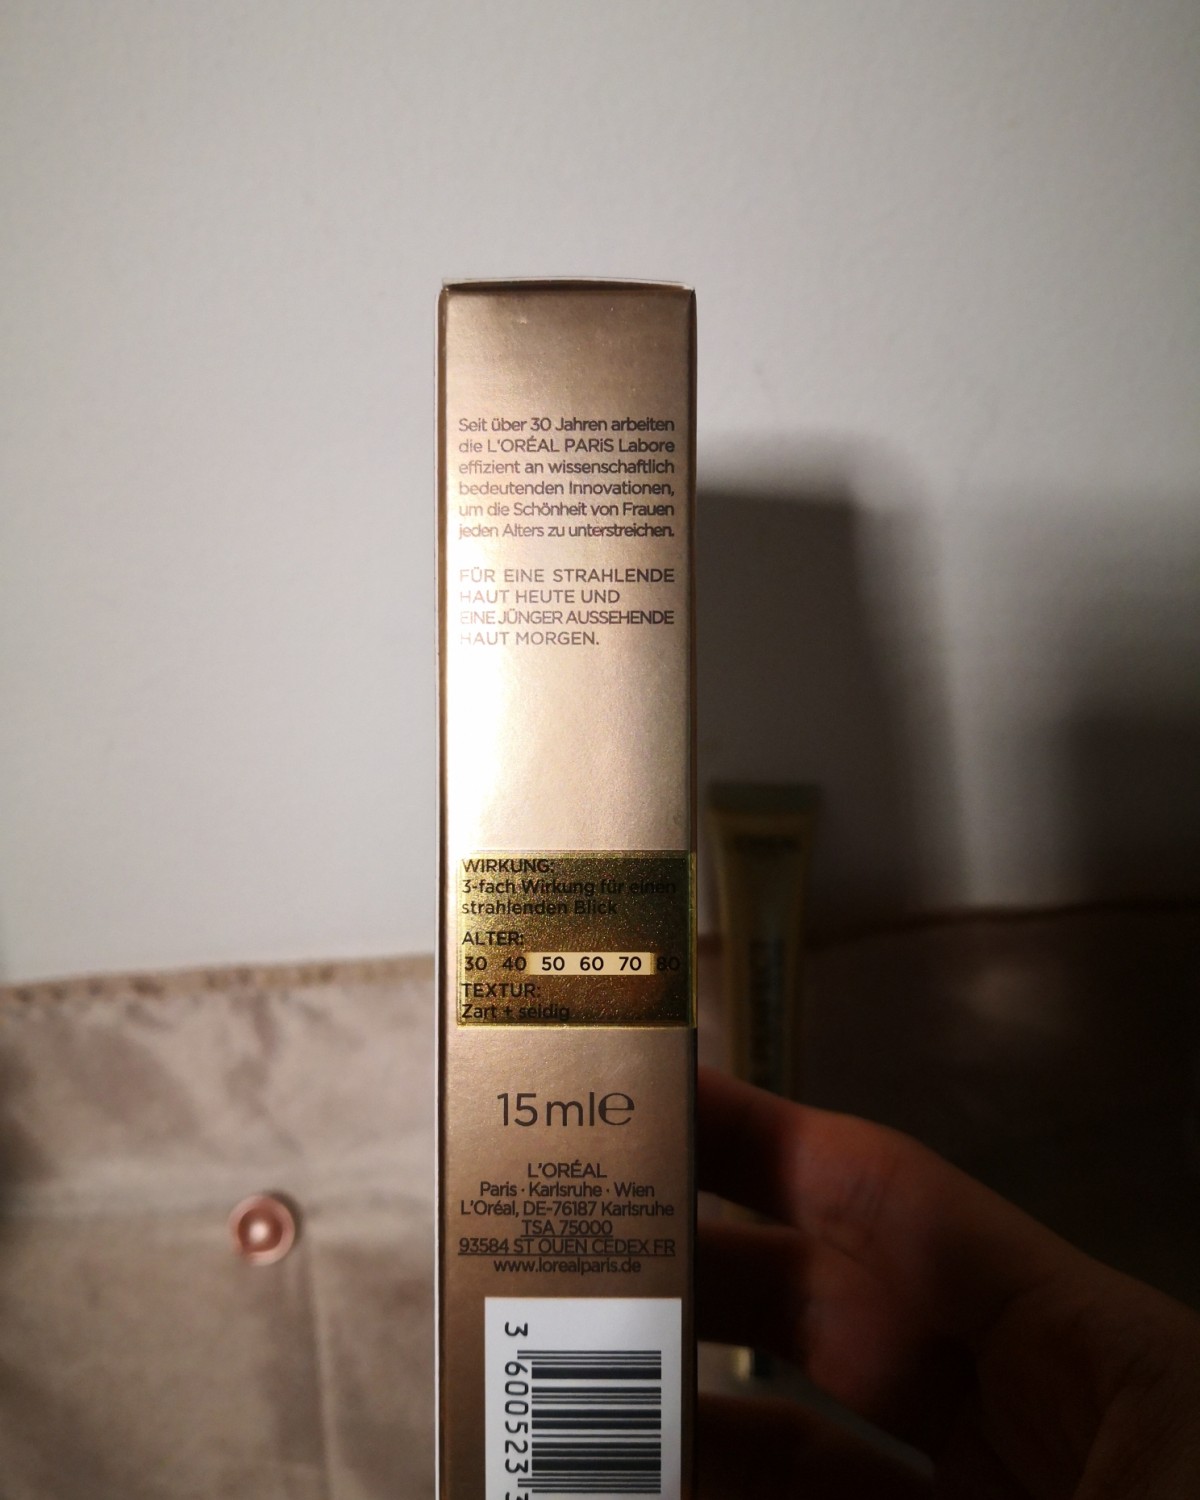 Seit über 30 Jahren arbeiten
die L'ORÉAL PARiS Labore
effizient an wissenschaftlich
bedeutenden Innovationen,
um die Schönheit von Frauen
jeden Alters zu unterstreichen.
FÜR EINE STRAHLENDE
HAUT HEUTE UND
EINE JÜNGER AUSSEHENDE
HAUT MORGEN.
WIRKUNG:
3-fach Wirkung für einen
strahlenden Blick
ALTER:
30 40 50 60 70 80
TEXTUR:
Zart + seidig
15 ml℮
L'ORÉAL
Paris · Karlsruhe · Wien
L'Oréal, DE-76187 Karlsruhe
TSA 75000
93584 ST OUEN CEDEX FR
www.lorealparis.de
3 600523 3